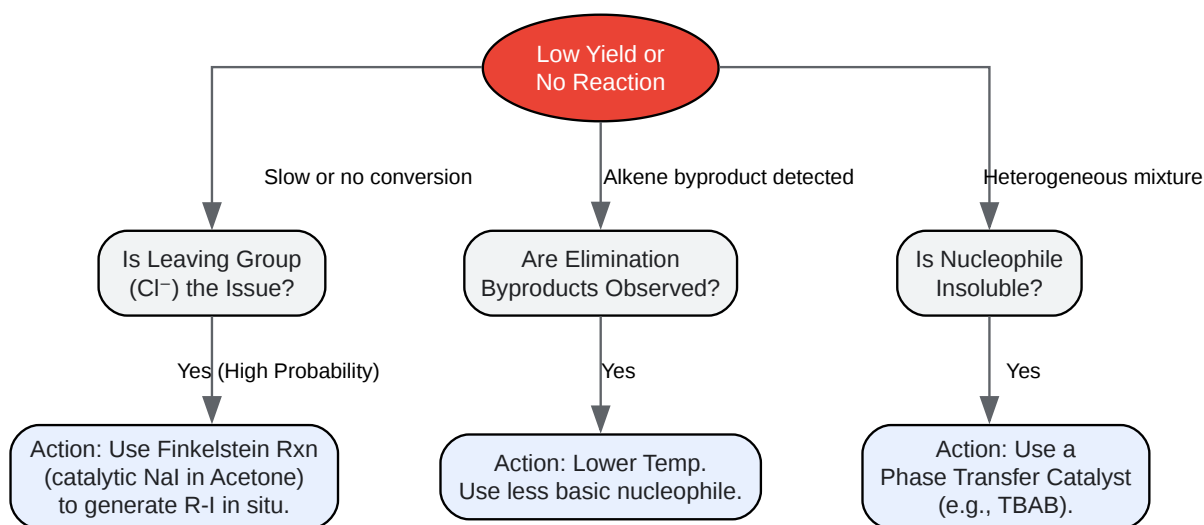 Low Yield or
No Reaction
Slow or no conversion
Alkene byproduct detected
Heterogeneous mixture
Is Leaving Group
(Cl⁻) the Issue?
Are Elimination
Byproducts Observed?
Is Nucleophile
Insoluble?
Yes (High Probability)
Yes
Yes
Action: Use Finkelstein Rxn
(catalytic NaI in Acetone)
to generate R-I in situ.
Action: Lower Temp.
Use less basic nucleophile.
Action: Use a
Phase Transfer Catalyst
(e.g., TBAB).